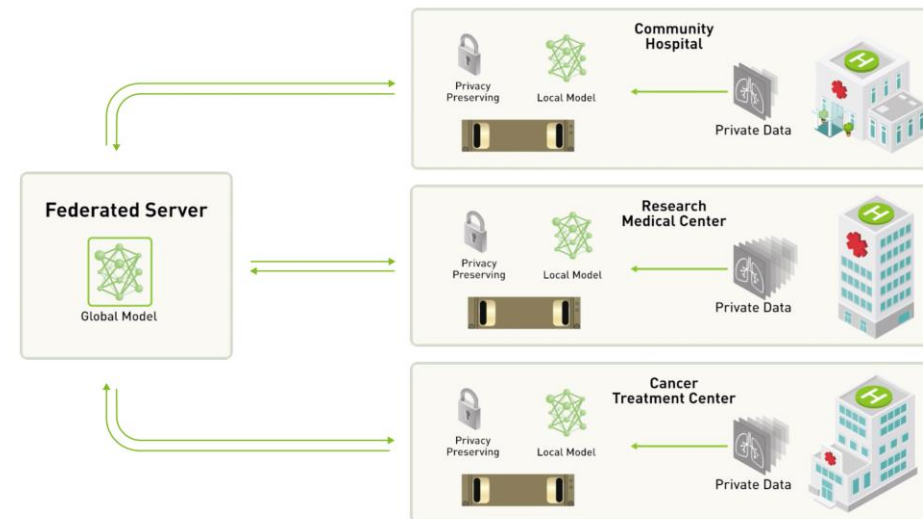 Community
Hospital
Privacy
Preserving
Local Model
Private Data
Federated Server
Global Model
Research
Medical Center
Privacy
Preserving
Local Model
Private Data
Cancer
Treatment Center
Privacy
Preserving
Local Model
Private Data
H
H
H